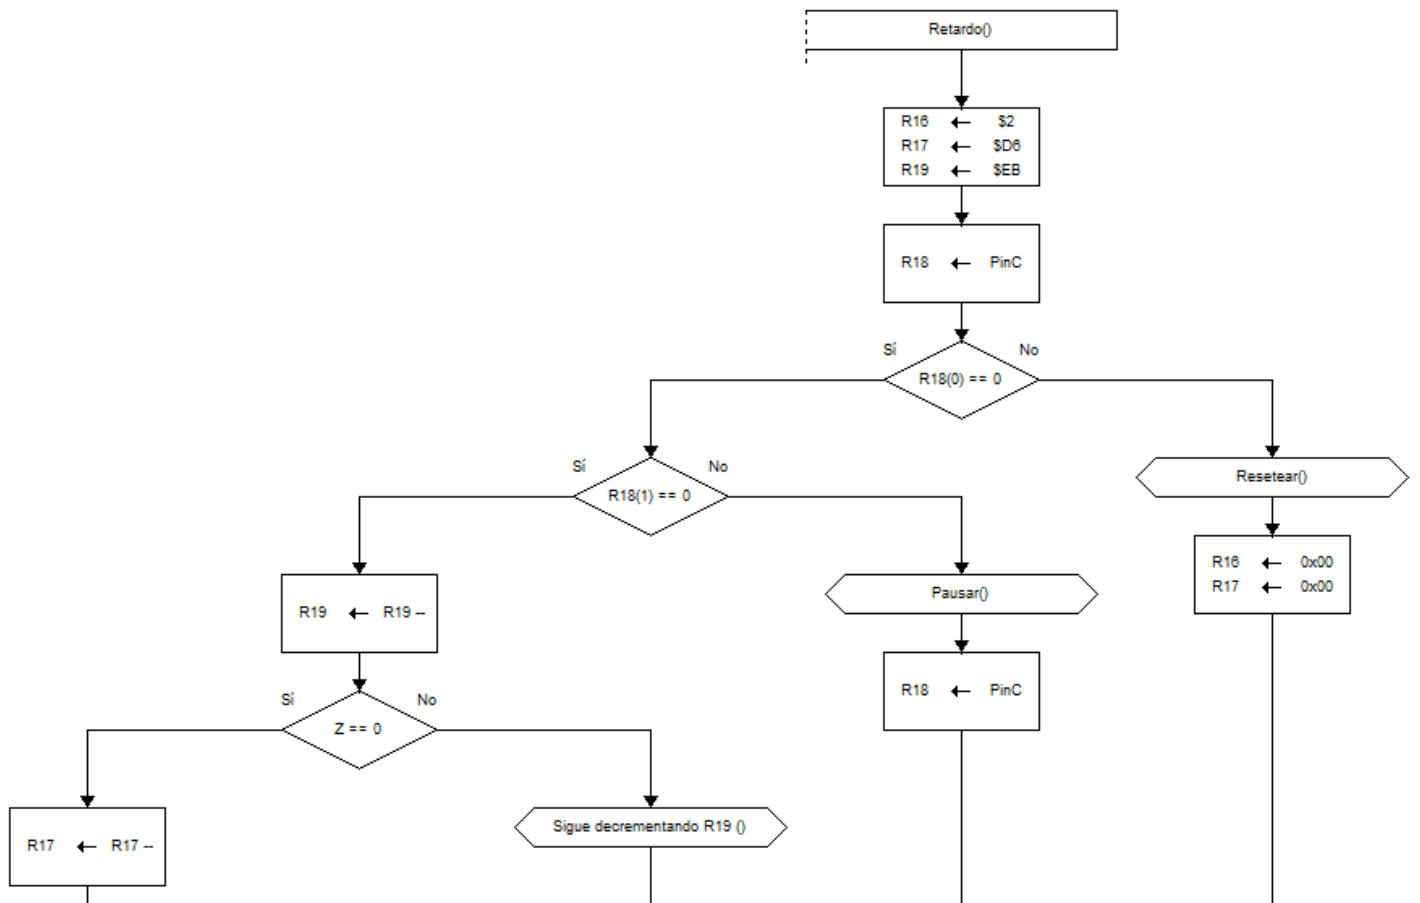 Retardo()
R16 ← $2
R17 ← $D6
R19 ← $EB
R18 ← PinC
Sí No
R18(0) == 0
Sí No
R18(1) == 0
Resetear()
R16 ← 0x00
R17 ← 0x00
R19 ← R19 --
Pausar()
R18 ← PinC
Sí No
Z == 0
R17 ← R17 --
Sigue decrementando R19 ()